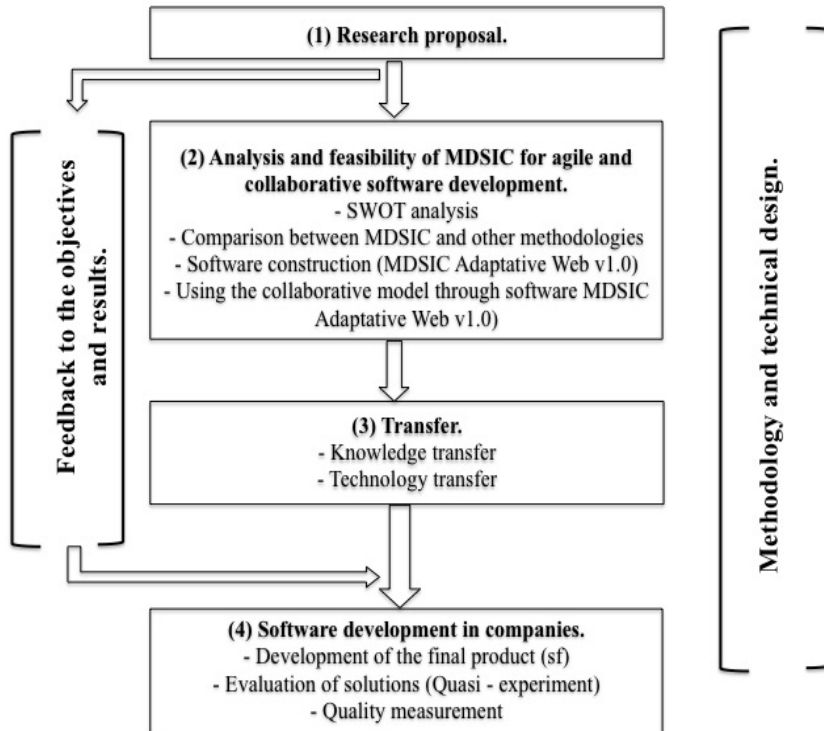 (1) Research proposal.
(2) Analysis and feasibility of MDSIC for agile and
collaborative software development.
- SWOT analysis
- Comparison between MDSIC and other methodologies
- Software construction (MDSIC Adaptative Web v1.0)
- Using the collaborative model through software MDSIC
Adaptative Web v1.0)
(3) Transfer.
- Knowledge transfer
- Technology transfer
(4) Software development in companies.
- Development of the final product (sf)
- Evaluation of solutions (Quasi - experiment)
- Quality measurement
Feedback to the objectives
and results.
Methodology and technical design.